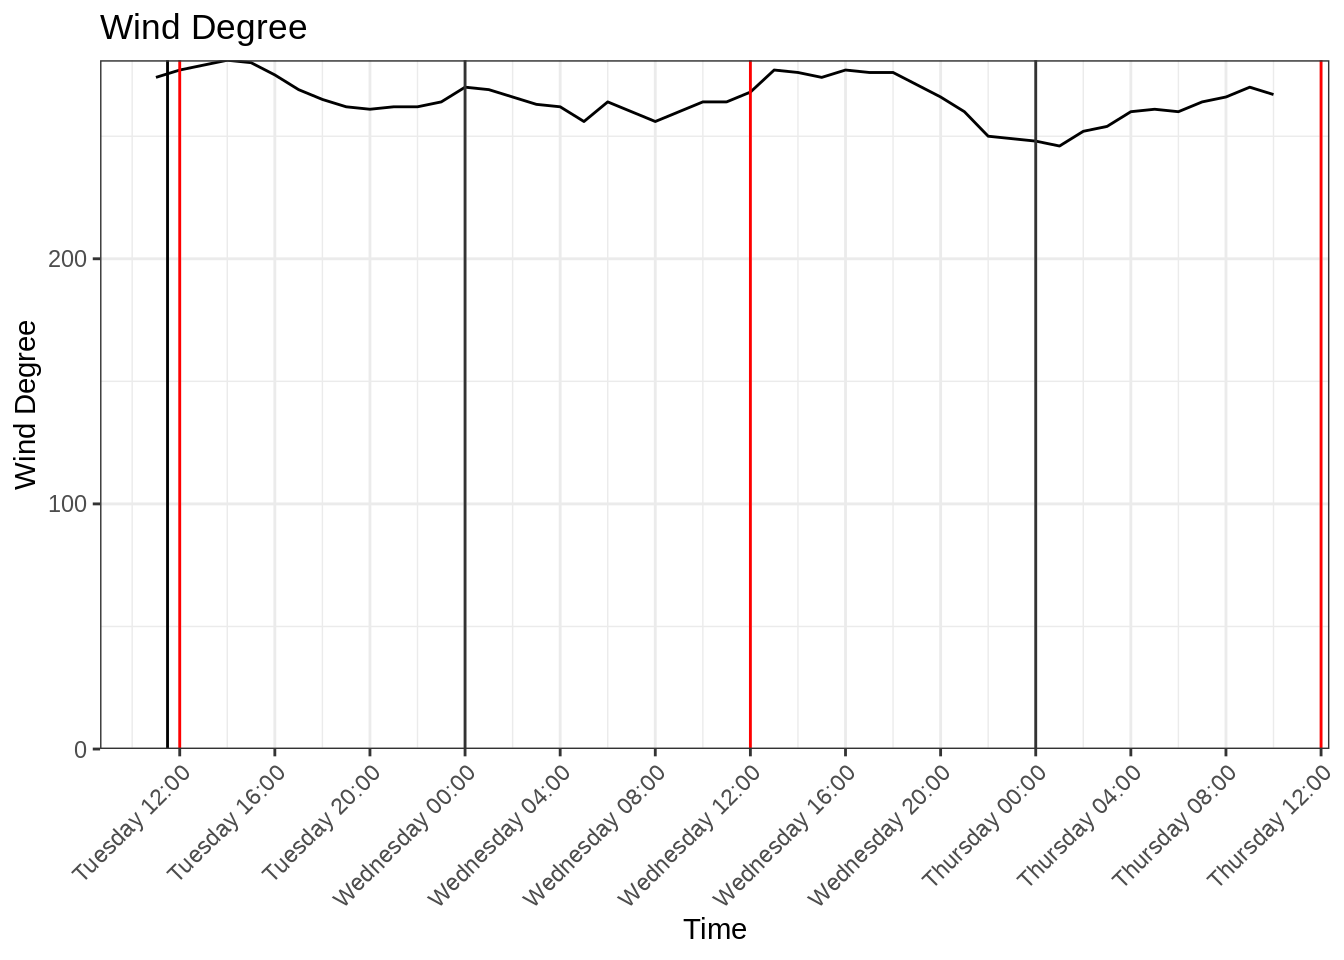 Wind Degree
Wind Degree
200
100
0
Tuesday 12:00
Tuesday 16:00
Tuesday 20:00
Wednesday 00:00
Wednesday 04:00
Wednesday 08:00
Wednesday 12:00
Wednesday 16:00
Wednesday 20:00
Thursday 00:00
Thursday 04:00
Thursday 08:00
Thursday 12:00
Time